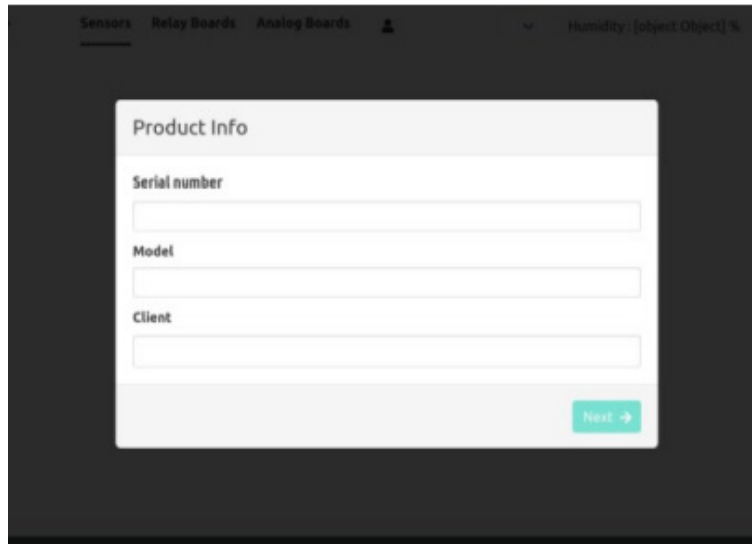 Sensors Relay Boards Analog Boards Humidity : [object Object] %
Product Info
Serial number
Model
Client
Next